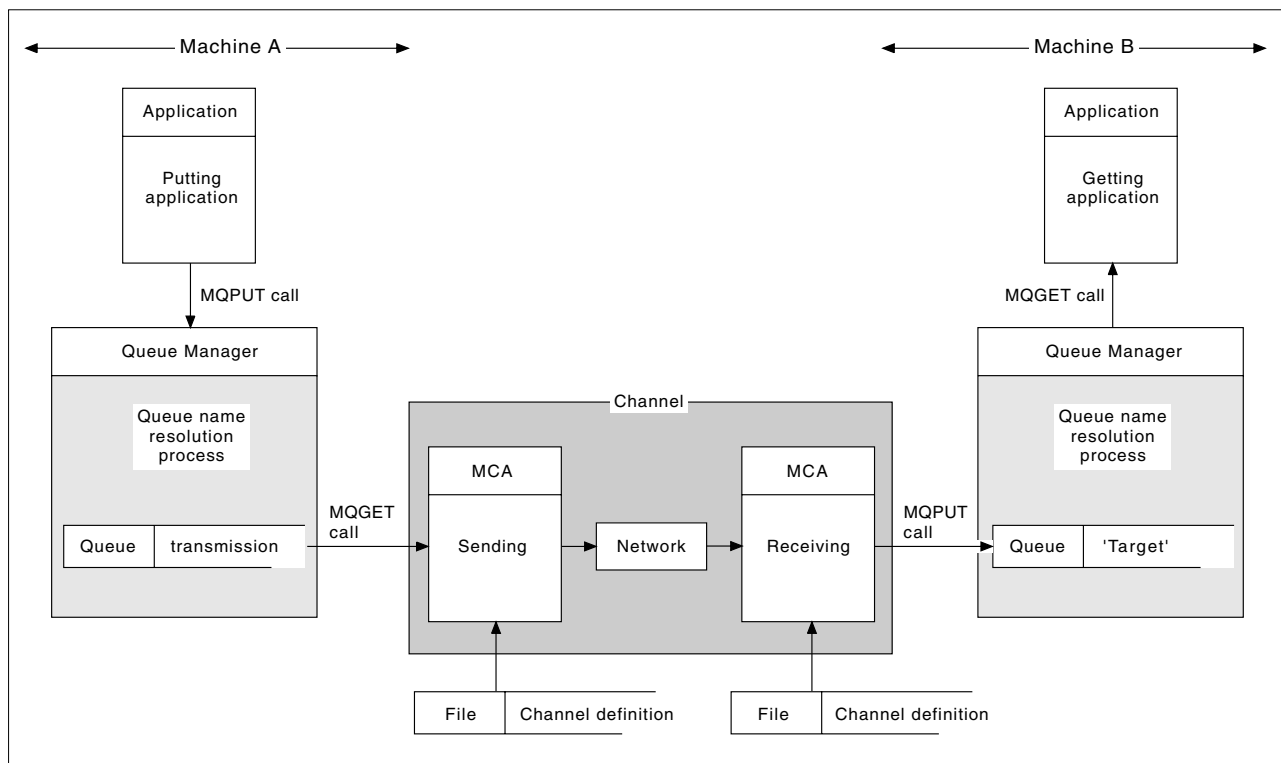 Machine A
Machine B
Application
Putting
application
Application
Getting
application
MQPUT call
MQGET call
Queue Manager
Queue name
resolution
process
Queue
transmission
MQGET
call
Channel
MCA
Sending
Network
MCA
Receiving
MQPUT
call
Queue Manager
Queue name
resolution
process
Queue
'Target'
File
Channel definition
File
Channel definition